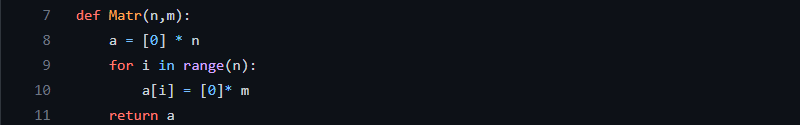 7 def Matr(n,m):
8     a = [0] * n
9     for i in range(n):
10         a[i] = [0]* m
11     return a